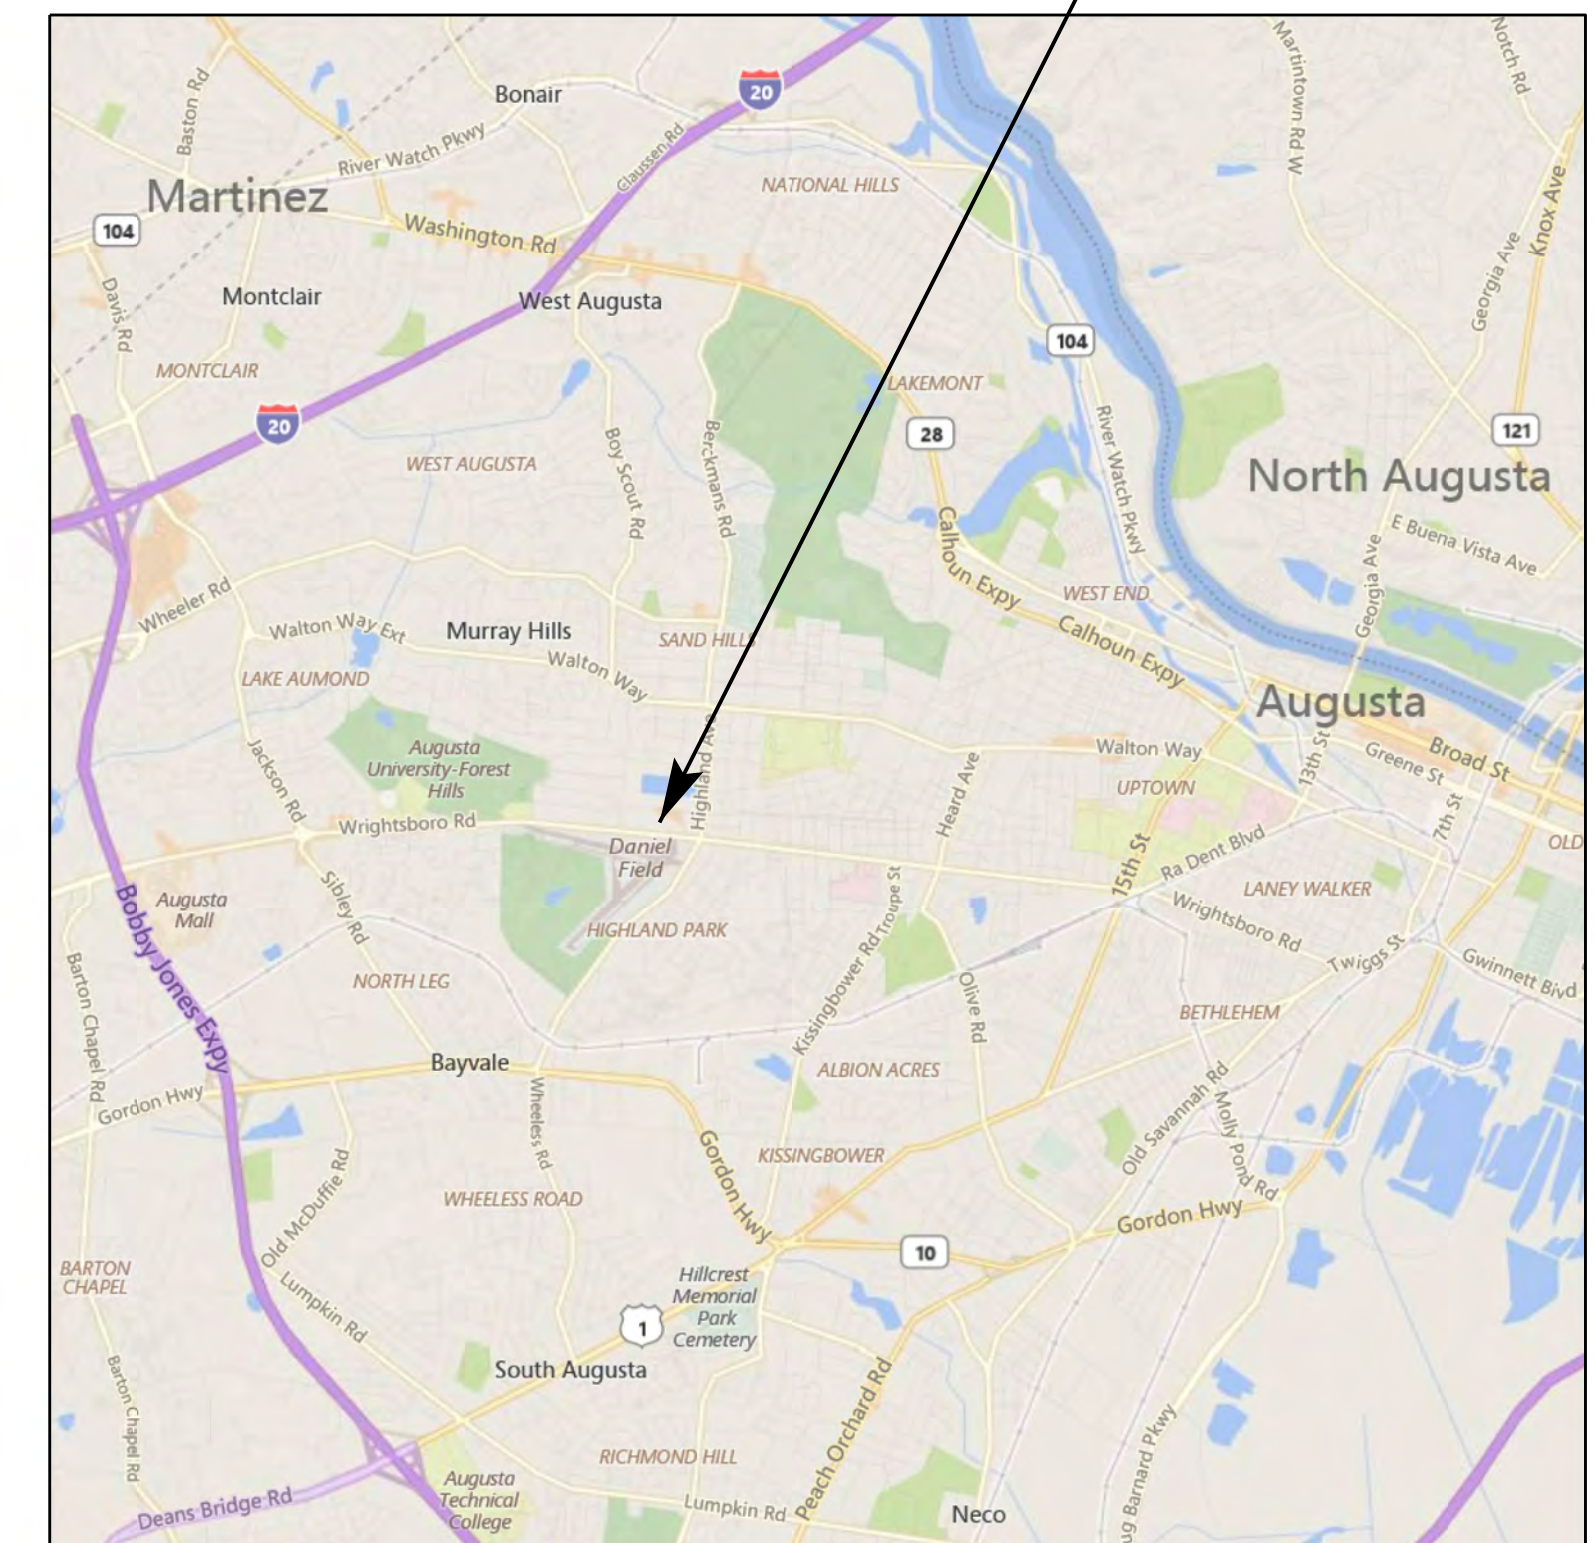 Notch Rd
Martintown Rd W
Baston Rd
Bonair
20
River Watch Pkwy
Claussen Rd
NATIONAL HILLS
Martinez
Knox Ave
104
Washington Rd
Georgia Ave
Davis Rd
Montclair
West Augusta
104
MONTCLAIR
LAKEMONT
20
28
121
Berckmans Rd
River Watch Pkwy
Boy Scout Rd
WEST AUGUSTA
North Augusta
Calhoun Expy
E Buena Vista Ave
Georgia Ave
Wheeler Rd
WEST END
Walton Way Ext
Murray Hills
SAND HILLS
Calhoun Expy
Walton Way
LAKE AUMOND
Augusta
Highland Ave
Augusta
University-Forest
Hills
Jackson Rd
Walton Way
13th St
Greene St
Broad St
Heard Ave
UPTOWN
7th St
Wrightsboro Rd
Daniel
Field
Ra Dent Blvd
OLD
15th St
Sibley Rd
Troupe St
LANEY WALKER
Augusta
Mall
Bobby Jones Expy
HIGHLAND PARK
Wrightsboro Rd
Twiggs St
Gwinnett Blvd
Barton Chapel Rd
NORTH LEG
Kissingbower Rd
Olive Rd
BETHLEHEM
Bayvale
ALBION ACRES
Gordon Hwy
Wheeless Rd
Old Savannah Rd
Molly Pond Rd
Gordon Hwy
KISSINGBOWER
Old McDuffie Rd
WHEELESS ROAD
Gordon Hwy
10
BARTON
CHAPEL
Lumpkin Rd
Hillcrest
Memorial
Park
Cemetery
1
South Augusta
Barton Chapel Rd
Peach Orchard Rd
RICHMOND HILL
ug Barnard Pkwy
Augusta
Technical
College
Deans Bridge Rd
Lumpkin Rd
Neco